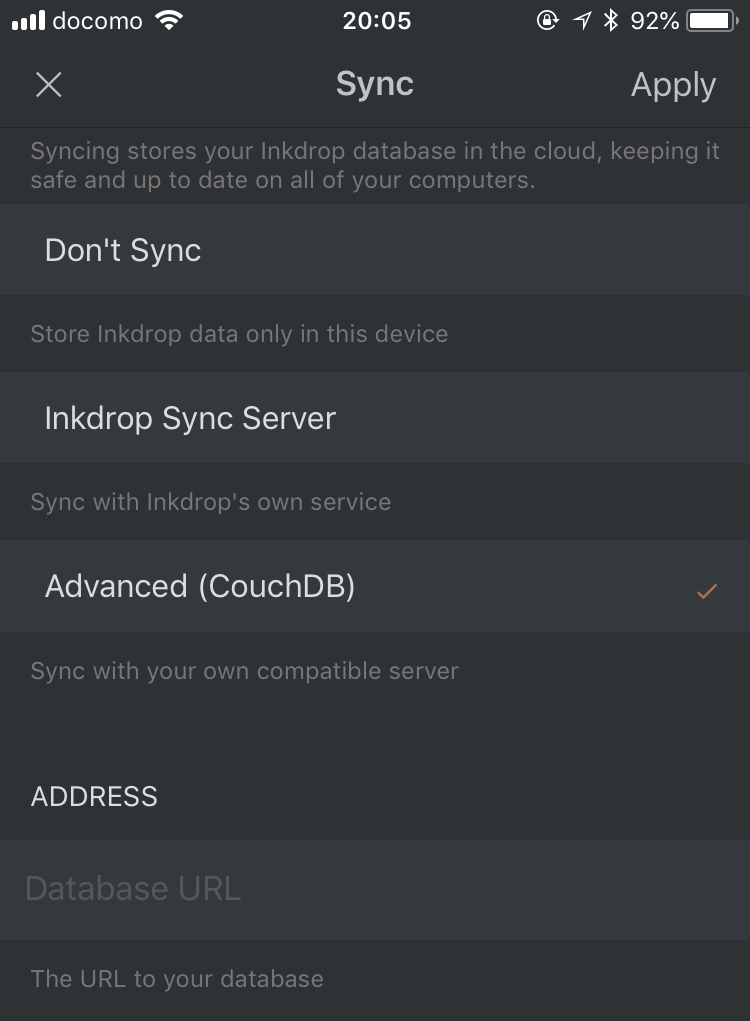 docomo 20:05 92%
Sync Apply
Syncing stores your Inkdrop database in the cloud, keeping it
safe and up to date on all of your computers.
Don't Sync
Store Inkdrop data only in this device
Inkdrop Sync Server
Sync with Inkdrop's own service
Advanced (CouchDB)
Sync with your own compatible server
ADDRESS
Database URL
The URL to your database